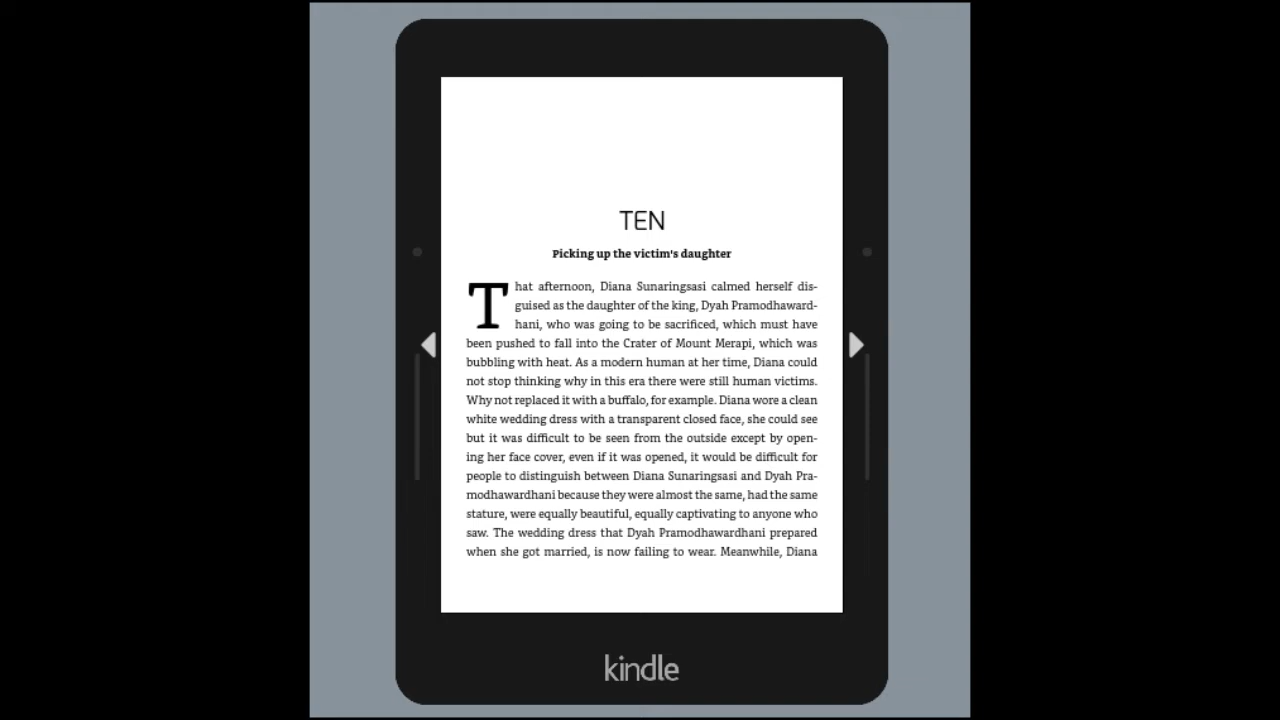 TEN
Picking up the victim's daughter
That afternoon, Diana Sunaringsasi calmed herself dis-
guised as the daughter of the king, Dyah Pramodhaward-
hani, who was going to be sacrificed, which must have
been pushed to fall into the Crater of Mount Merapi, which was
bubbling with heat. As a modern human at her time, Diana could
not stop thinking why in this era there were still human victims.
Why not replaced it with a buffalo, for example. Diana wore a clean
white wedding dress with a transparent closed face, she could see
but it was difficult to be seen from the outside except by open-
ing her face cover, even if it was opened, it would be difficult for
people to distinguish between Diana Sunaringsasi and Dyah Pra-
modhawardhani because they were almost the same, had the same
stature, were equally beautiful, equally captivating to anyone who
saw. The wedding dress that Dyah Pramodhawardhani prepared
when she got married, is now failing to wear. Meanwhile, Diana
kindle